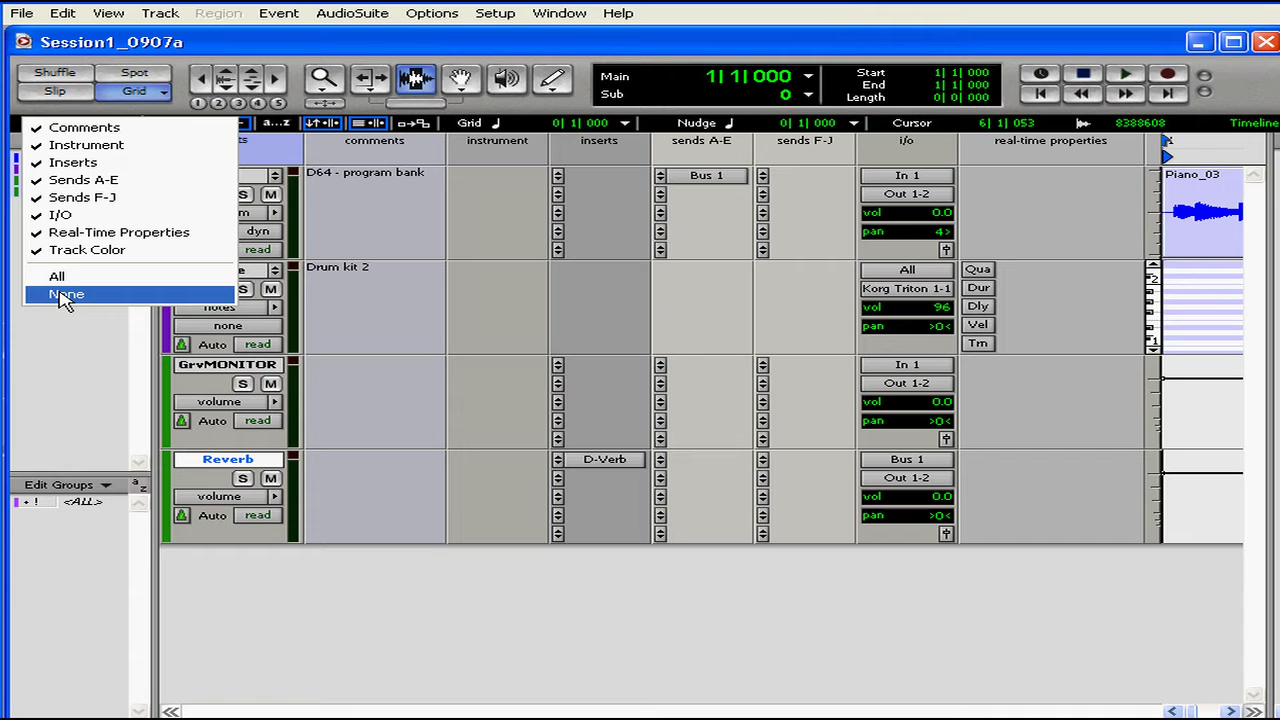 File Edit View Track Region Event AudioSuite Options Setup Window Help
Session1_0907a
Shuffle Spot
Slip Grid
1 2 3 4 5
Main 1| 1| 000
Sub 0
Start 1| 1| 000
End 1| 1| 000
Length 0| 0| 000
a...z Grid 0| 1| 000 Nudge 0| 1| 000 Cursor 6| 1| 053 8388608 Timeline
Comments
Instrument
Inserts
Sends A-E
Sends F-J
I/O
Real-Time Properties
Track Color
All
None
comments instrument inserts sends A-E sends F-J i/o real-time properties
D64 - program bank
S M
dyn
read
Bus 1
In 1
Out 1-2
vol 0.0
pan 4>
Piano_03
Drum kit 2
S M
notes
none
Auto read
All
Korg Triton 1-1
vol 96
pan >0<
Qua
Dur
Dly
Vel
Trn
2
1
GrvMONITOR
S M
volume
Auto read
In 1
Out 1-2
vol 0.0
pan >0<
Reverb
S M
volume
Auto read
D-Verb
Bus 1
Out 1-2
vol 0.0
pan >0<
Edit Groups a z
+ ! <ALL>